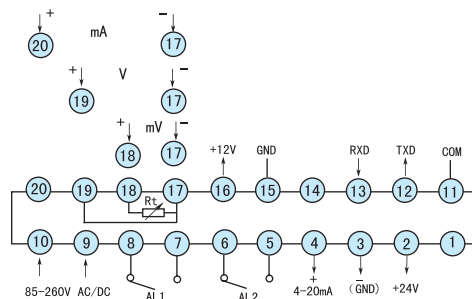 + −
20 mA 17
+ −
19 V 17
+ −
18 mV 17
+12V GND RXD TXD COM
20 19 18 17 16 15 14 13 12 11
Rt
10 9 8 7 6 5 4 3 2 1
+ −
85-260V AC/DC AL1 AL2 4-20mA (GND) +24V